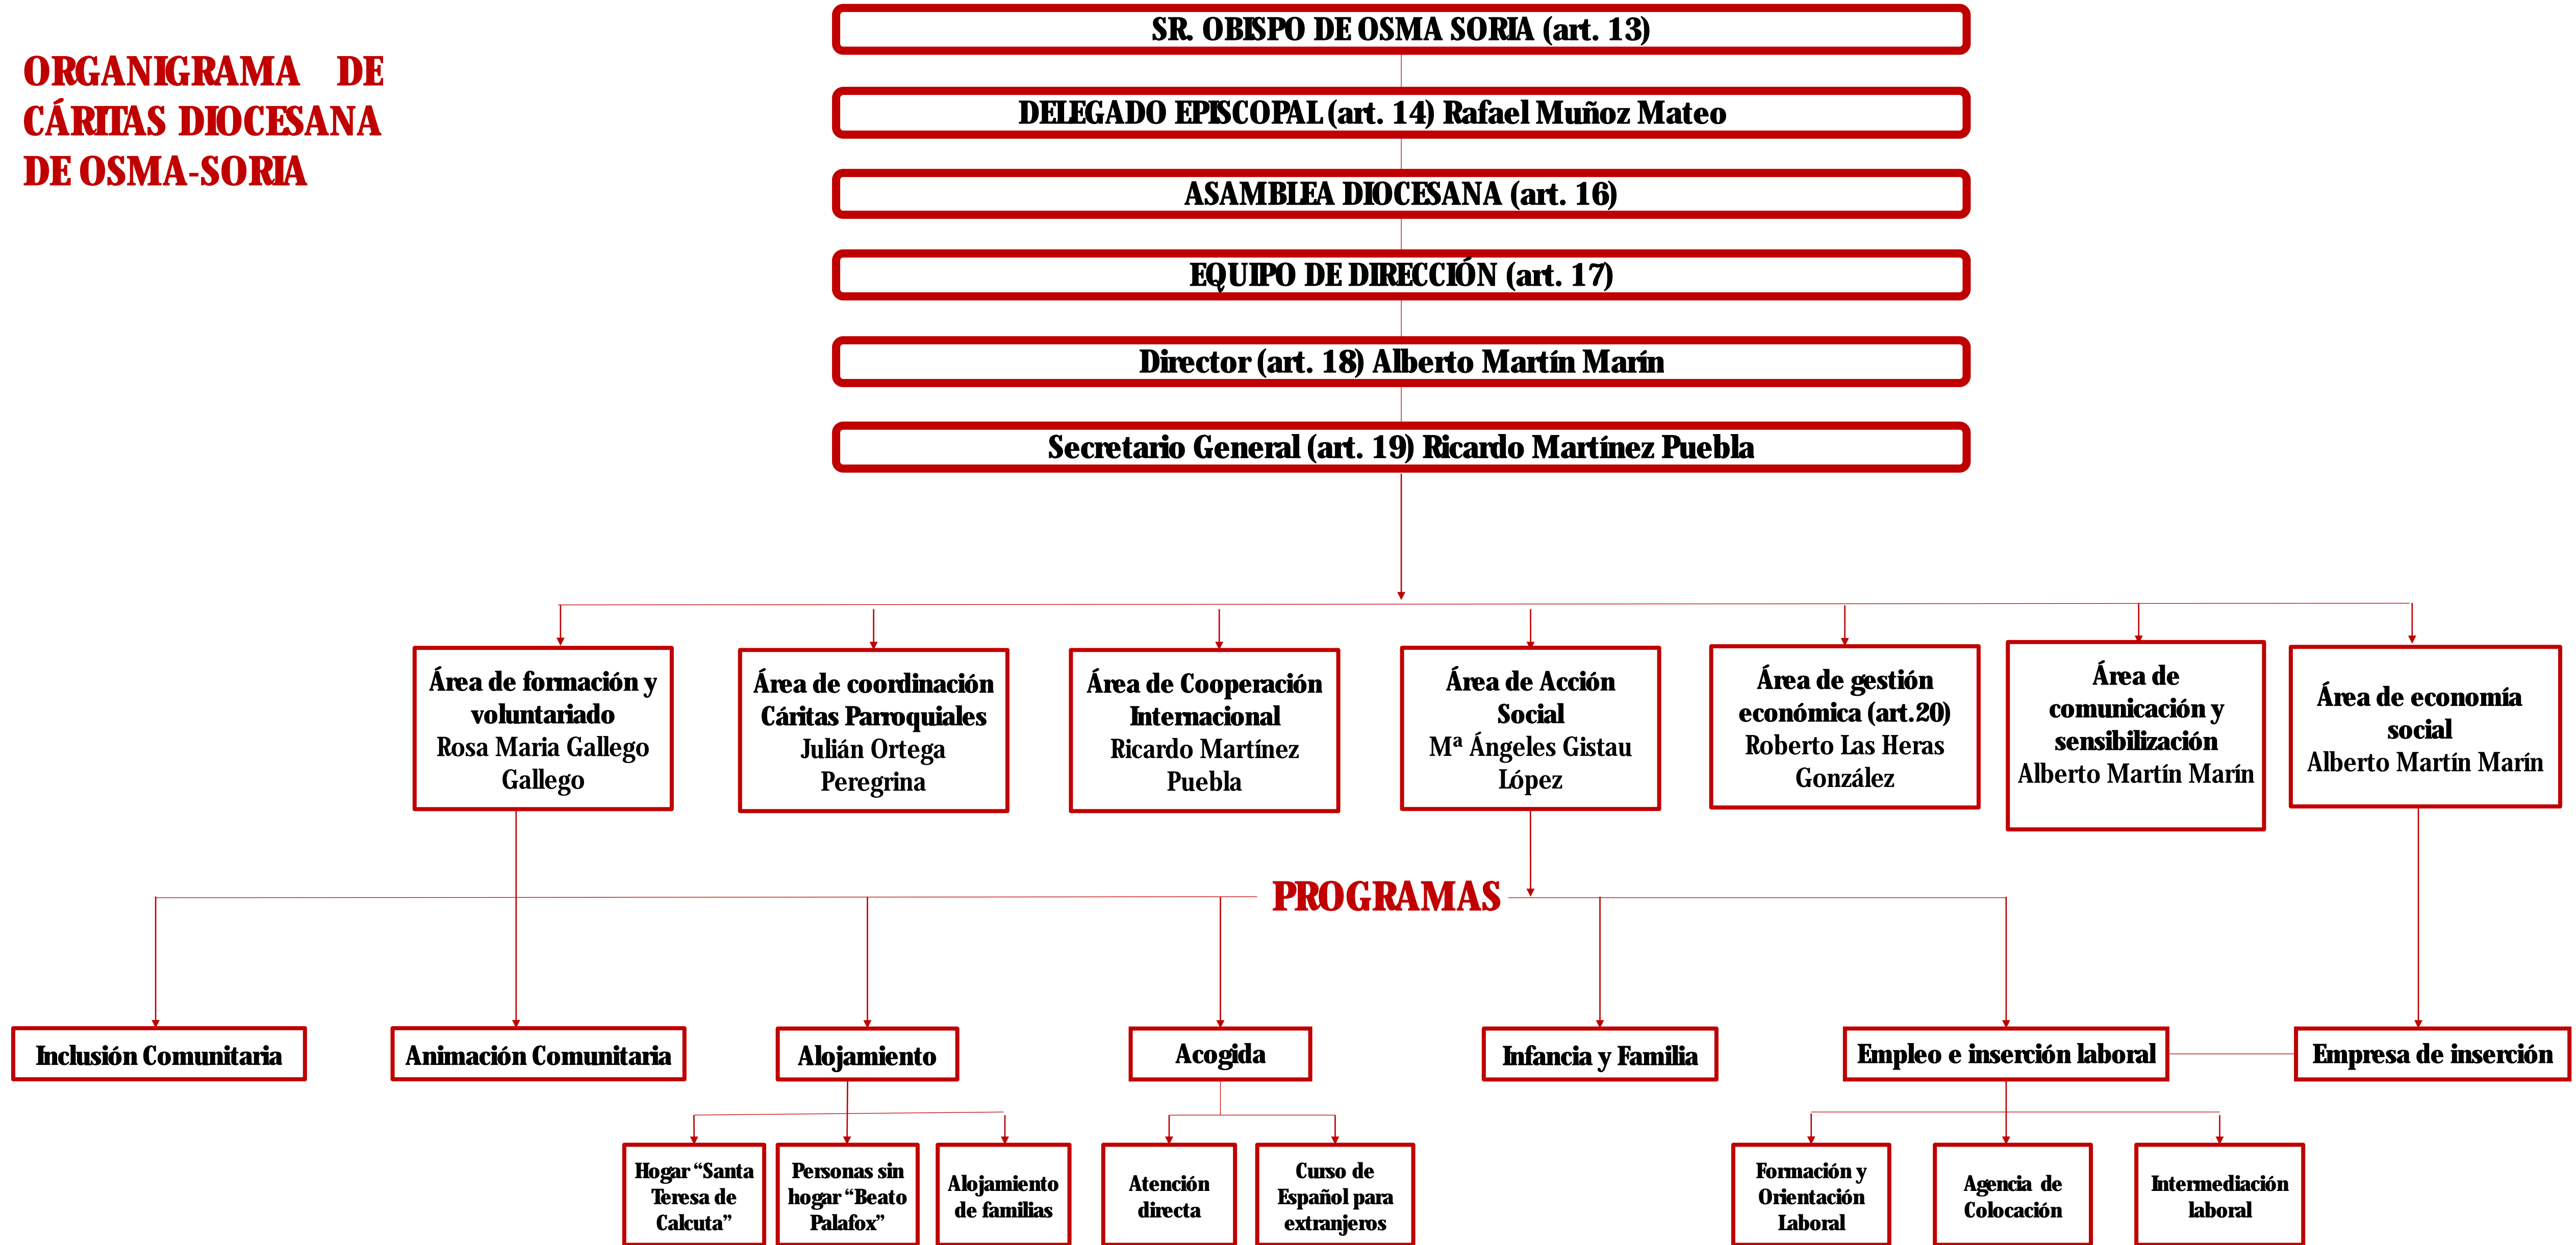 SR. OBISPO DE OSMA SORIA (art. 13)
ORGANIGRAMA DE
CÁRITAS DIOCESANA
DE OSMA-SORIA
DELEGADO EPISCOPAL (art. 14) Rafael Muñoz Mateo
ASAMBLEA DIOCESANA (art. 16)
EQUIPO DE DIRECCIÓN (art. 17)
Director (art. 18) Alberto Martín Marín
Secretario General (art. 19) Ricardo Martínez Puebla
Área de formación y
voluntariado
Rosa Maria Gallego
Gallego
Área de coordinación
Cáritas Parroquiales
Julián Ortega
Peregrina
Área de Cooperación
Internacional
Ricardo Martínez
Puebla
Área de Acción
Social
Mª Ángeles Gistau
López
Área de gestión
económica (art.20)
Roberto Las Heras
González
Área de
comunicación y
sensibilización
Alberto Martín Marín
Área de economía
social
Alberto Martín Marín
PROGRAMAS
Inclusión Comunitaria
Animación Comunitaria
Alojamiento
Acogida
Infancia y Familia
Empleo e inserción laboral
Empresa de inserción
Hogar “Santa
Teresa de
Calcuta”
Personas sin
hogar “Beato
Palafox”
Alojamiento
de familias
Atención
directa
Curso de
Español para
extranjeros
Formación y
Orientación
Laboral
Agencia de
Colocación
Intermediación
laboral